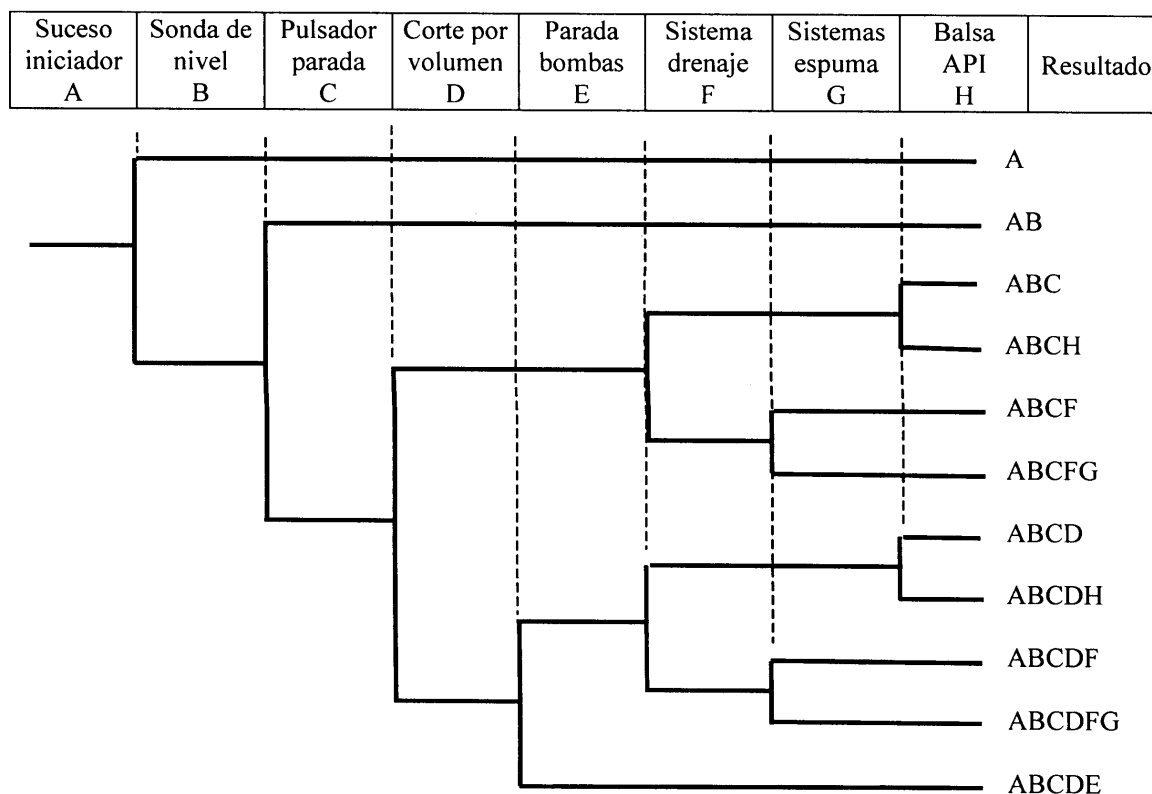 Suceso iniciador A
Sonda de nivel B
Pulsador parada C
Corte por volumen D
Parada bombas E
Sistema drenaje F
Sistemas espuma G
Balsa API H
Resultado
A
AB
ABC
ABCH
ABCF
ABCFG
ABCD
ABCDH
ABCDF
ABCDFG
ABCDE